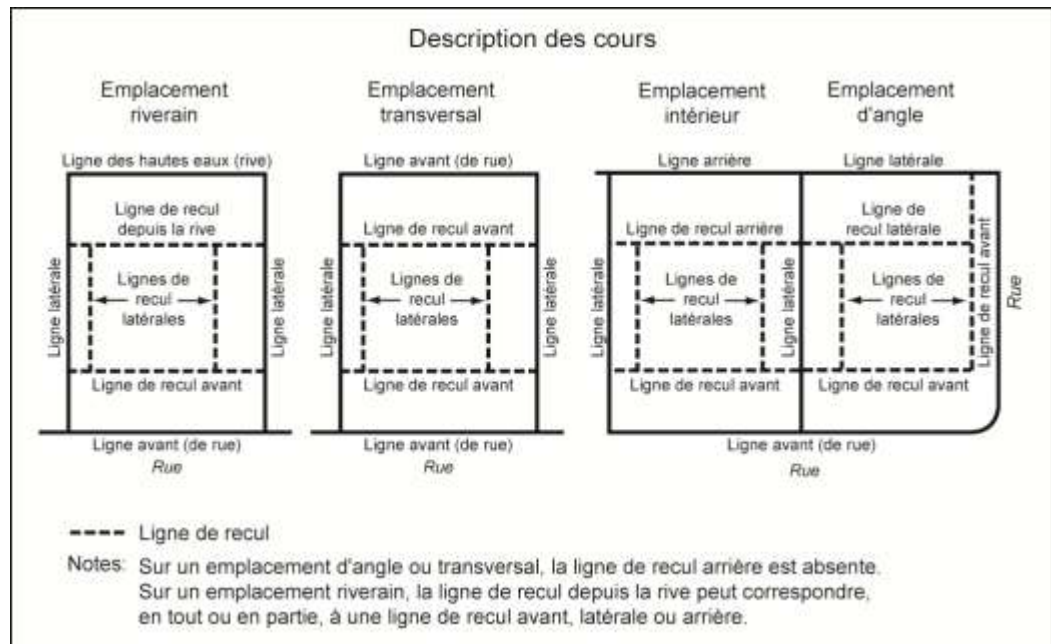 Description des cours
Emplacement
riverain
Emplacement
transversal
Emplacement
intérieur
Emplacement
d'angle
Ligne des hautes eaux (rive)
Ligne avant (de rue)
Ligne arrière
Ligne latérale
Ligne de recul
depuis la rive
Ligne de recul avant
Ligne de recul arrière
Ligne de
recul latérale
Ligne latérale
Lignes de
recul
latérales
Ligne latérale
Ligne latérale
Lignes de
recul
latérales
Ligne latérale
Ligne latérale
Lignes de
recul
latérales
Ligne latérale
Lignes de
recul
latérales
Ligne de recul avant
Rue
Ligne de recul avant
Ligne de recul avant
Ligne de recul avant
Ligne de recul avant
Ligne avant (de rue)
Rue
Ligne avant (de rue)
Rue
Ligne avant (de rue)
Rue
Ligne de recul
Notes: Sur un emplacement d'angle ou transversal, la ligne de recul arrière est absente.
Sur un emplacement riverain, la ligne de recul depuis la rive peut correspondre,
en tout ou en partie, à une ligne de recul avant, latérale ou arrière.